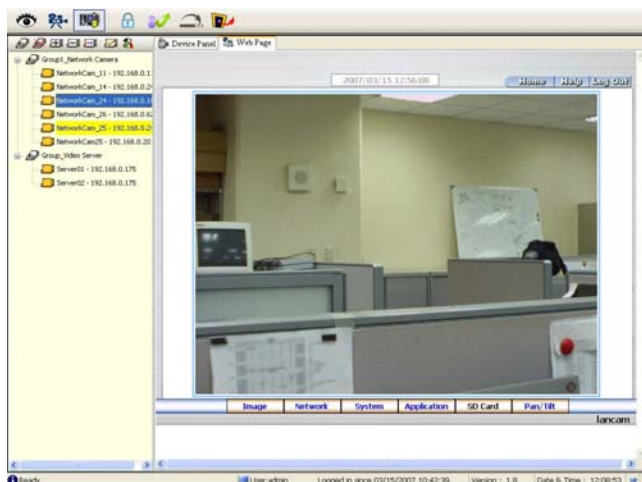 Device Panel
Web Page
Group1_Network Camera
NetworkCam_11 - 192.168.0.1
NetworkCam_14 - 192.168.0.2
NetworkCam_24 - 192.168.0.1
NetworkCam_26 - 192.168.0.6
NetworkCam_25 - 192.168.0.2
NetworkCam25 - 192.168.0.20
Group_Video Server
Server01 - 192.168.0.175
Server02 - 192.168.0.175
2007/03/15 12:56:00
Home Help Log Out
Image Network System Application SD Card Pan/Tilt
lancam
Ready
User:admin Logged in since 03/15/2007 10:42:39 Version : 1.8 Date & Time : 12:08:53